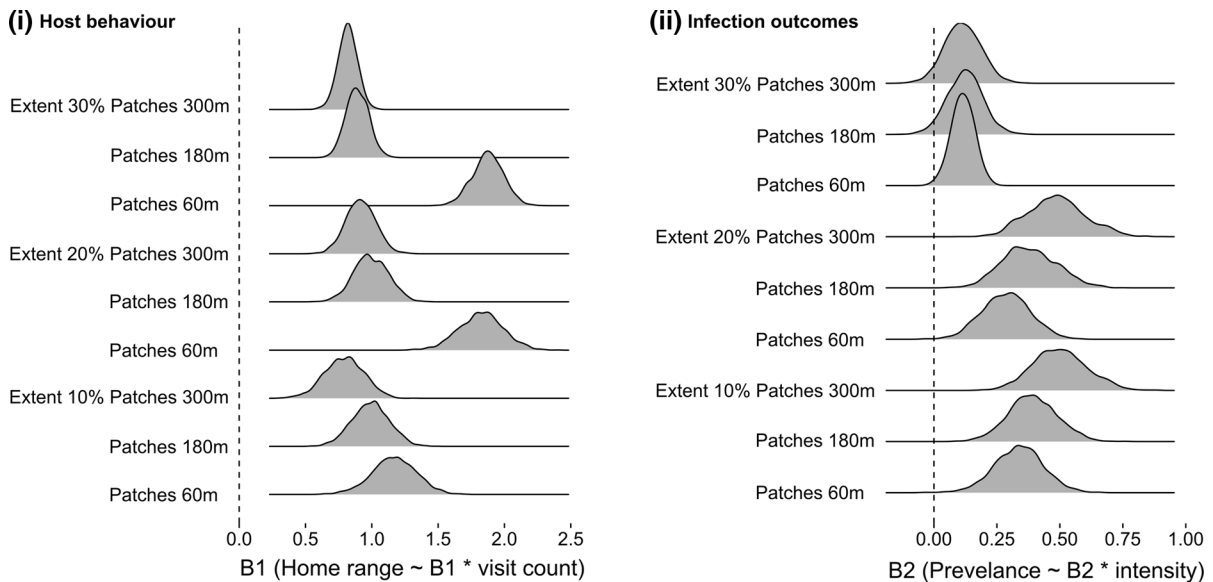 (i) Host behaviour
Extent 30% Patches 300m
Patches 180m
Patches 60m
Extent 20% Patches 300m
Patches 180m
Patches 60m
Extent 10% Patches 300m
Patches 180m
Patches 60m
0.0 0.5 1.0 1.5 2.0 2.5
B1 (Home range ~ B1 * visit count)
(ii) Infection outcomes
Extent 30% Patches 300m
Patches 180m
Patches 60m
Extent 20% Patches 300m
Patches 180m
Patches 60m
Extent 10% Patches 300m
Patches 180m
Patches 60m
0.00 0.25 0.50 0.75 1.00
B2 (Prevelance ~ B2 * intensity)